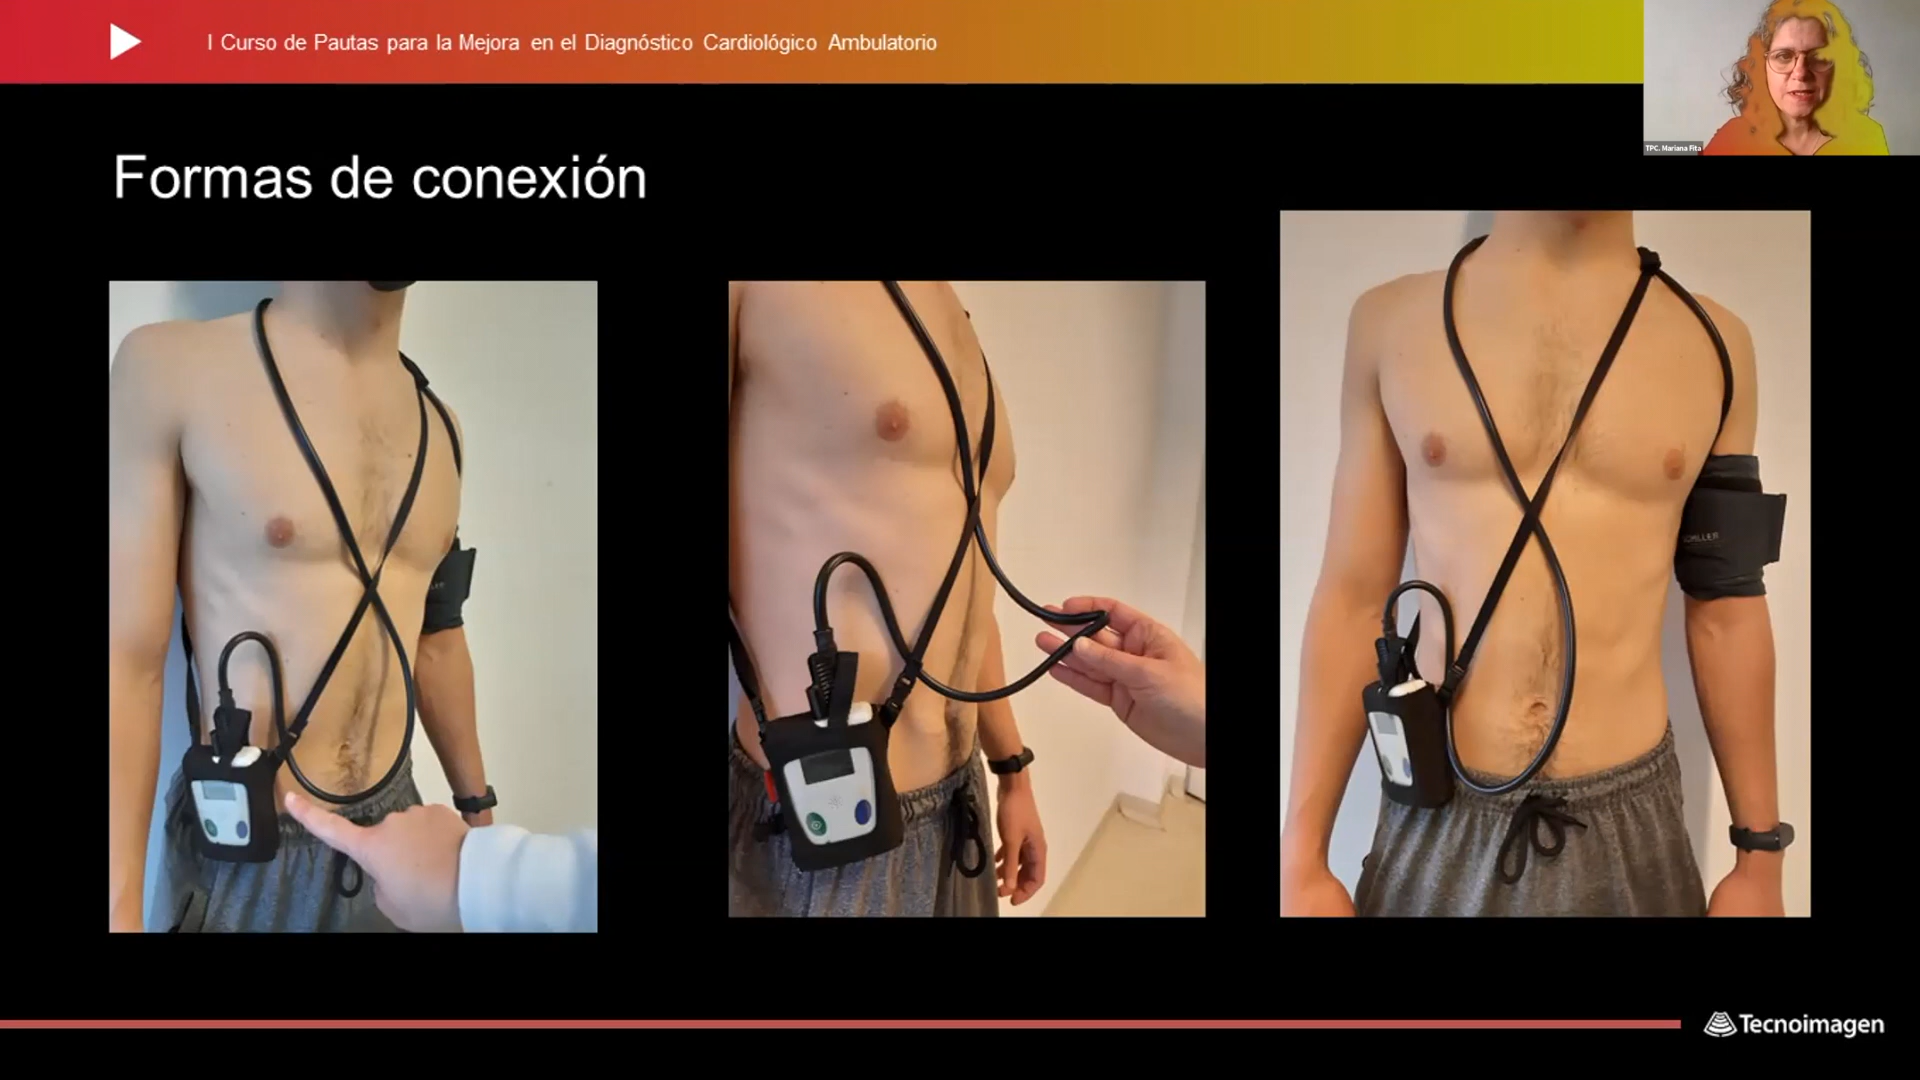 I Curso de Pautas para la Mejora en el Diagnóstico Cardiológico Ambulatorio
TPC. Mariana Fita
Formas de conexión
SCHILLER
Tecnoimagen